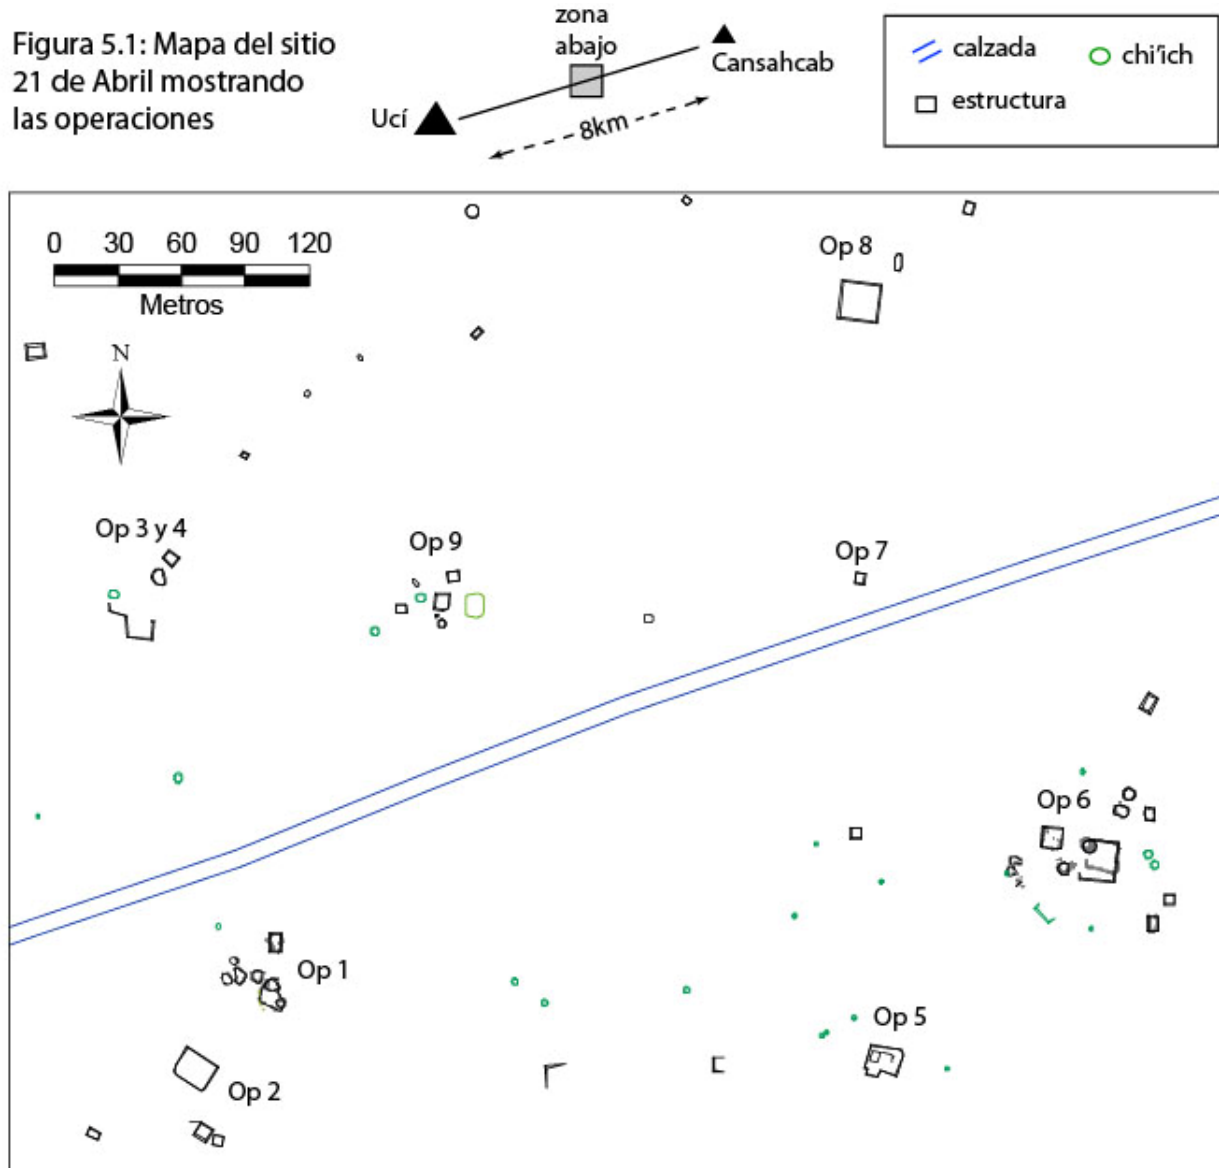 Figura 5.1: Mapa del sitio
21 de Abril mostrando
las operaciones
zona
abajo
Ucí
Cansahcab
8km
calzada
chi'ich
estructura
0 30 60 90 120
Metros
N
Op 8
Op 3 y 4
Op 9
Op 7
Op 6
Op 1
Op 5
Op 2